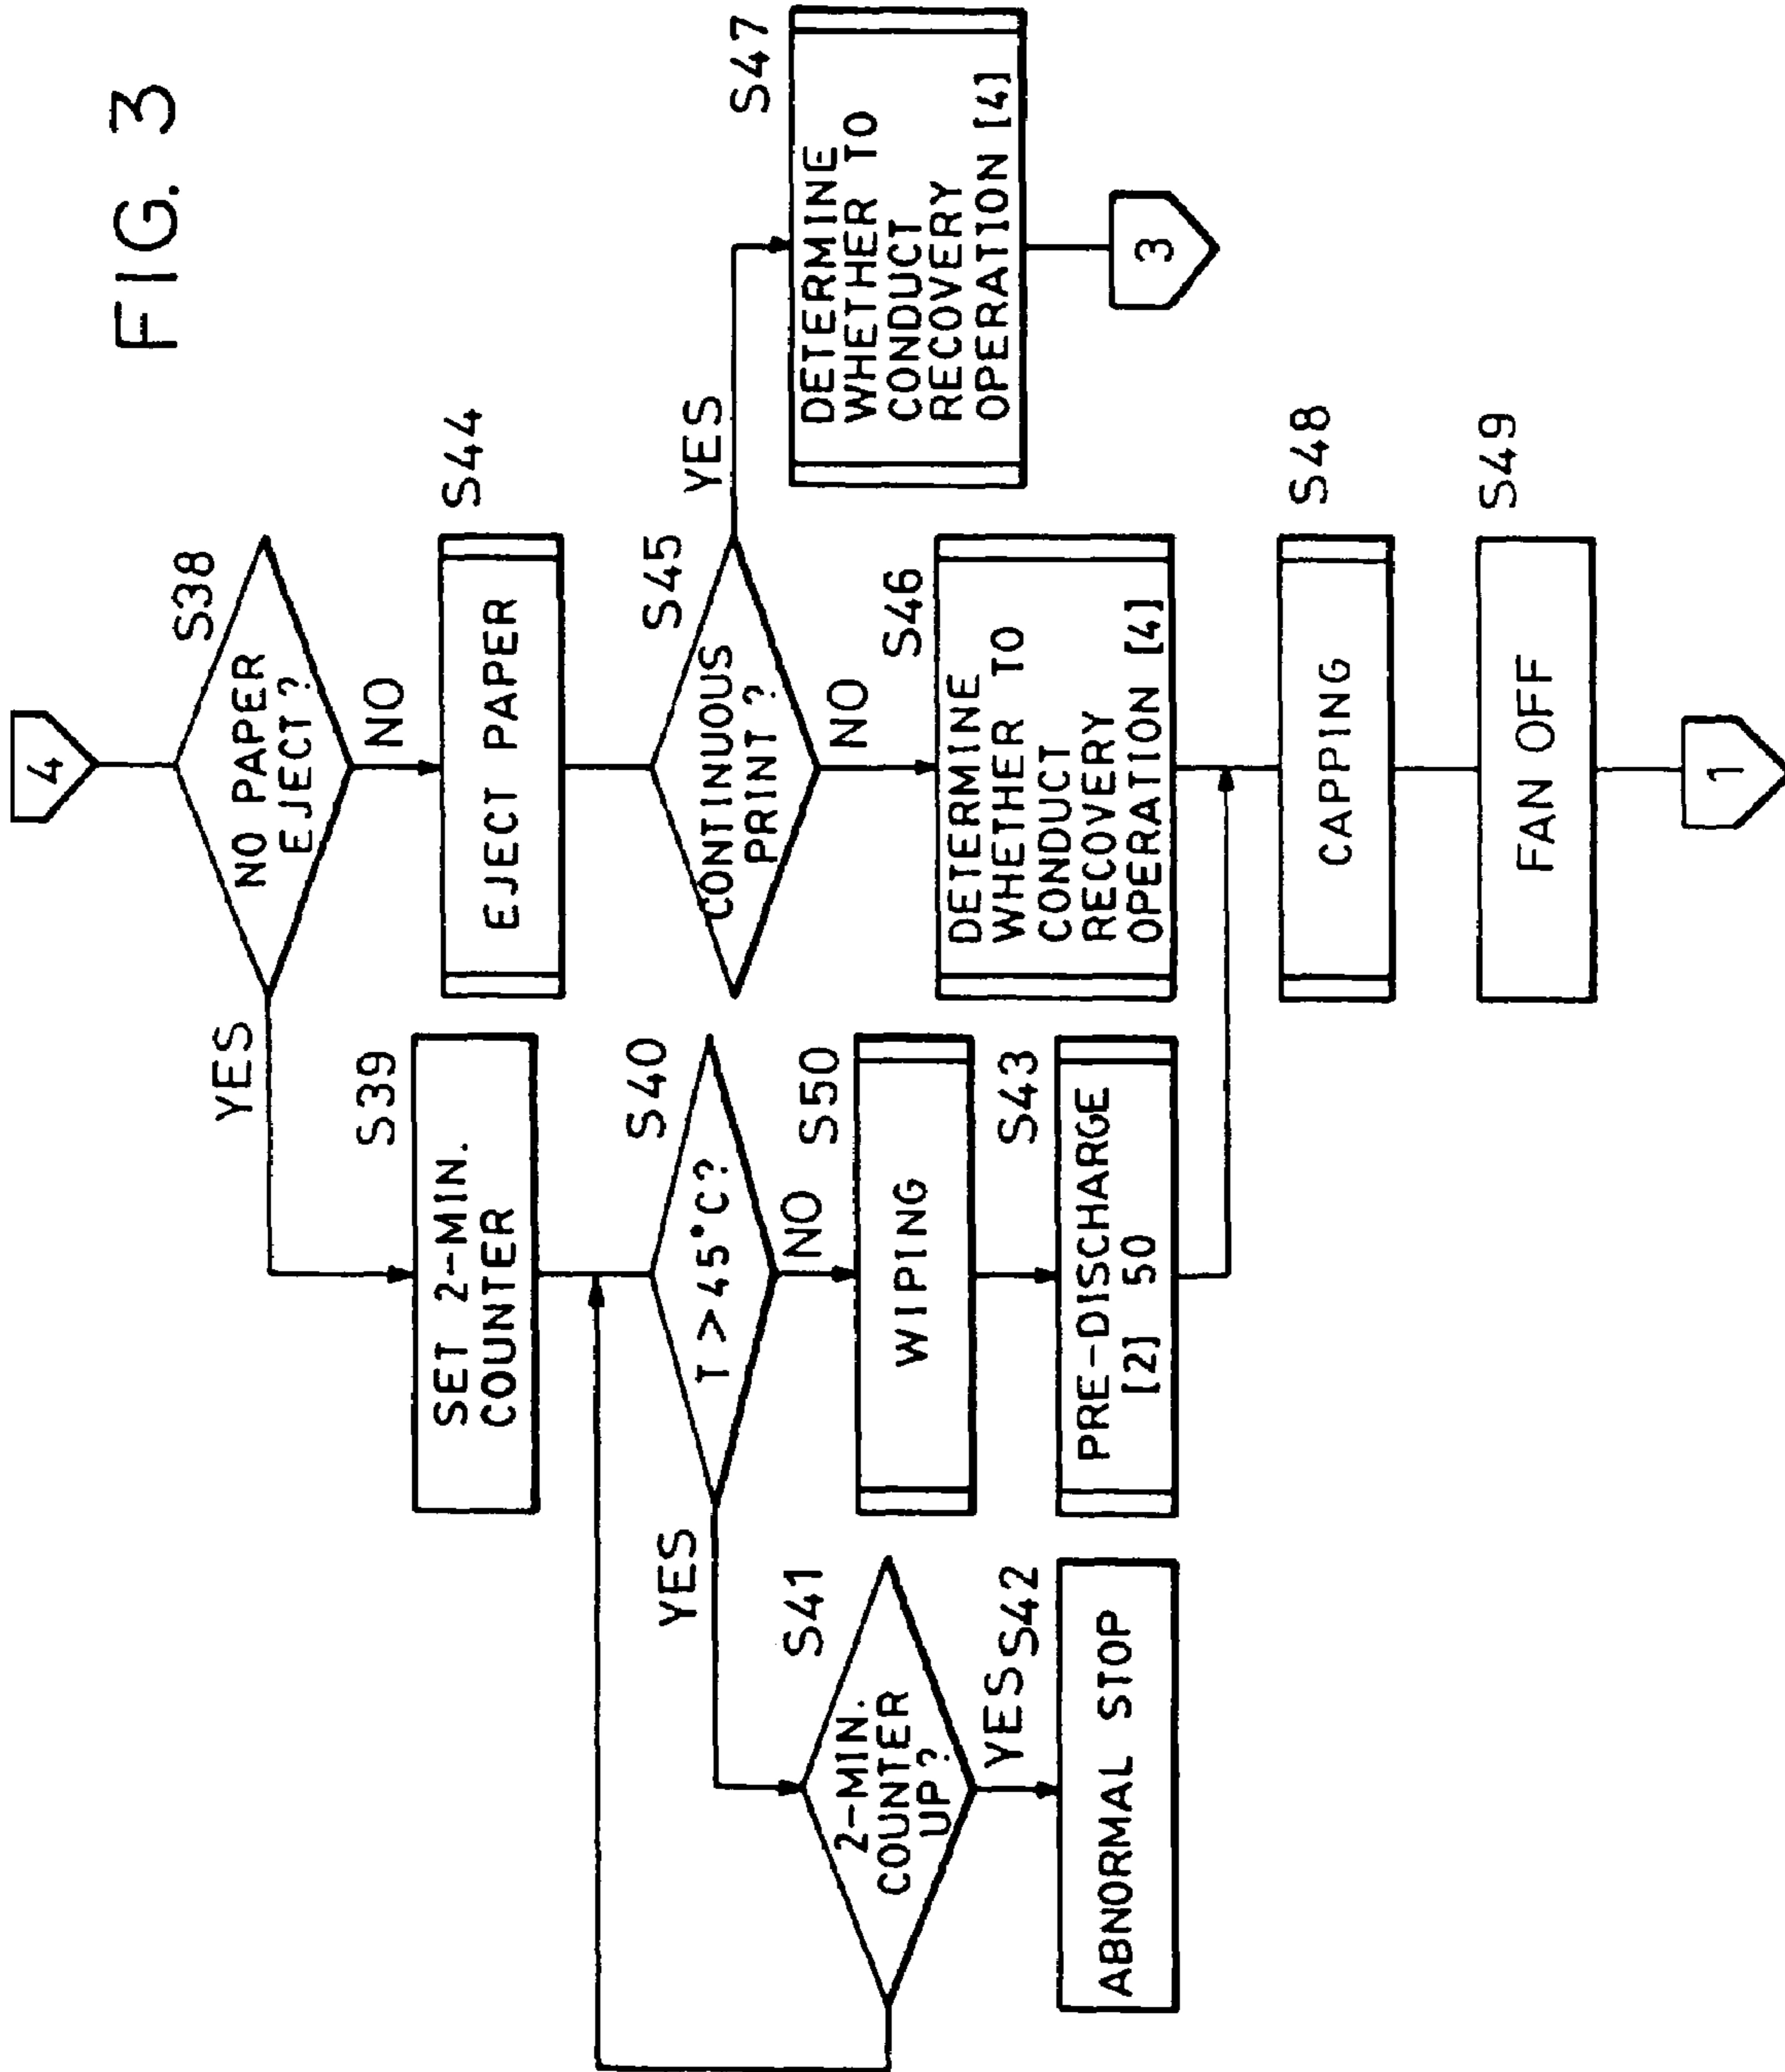 FIG. 3
4
S38
NO PAPER
EJECT?
YES
NO
S39
SET 2-MIN.
COUNTER
S44
EJECT PAPER
S40
T > 45°C?
YES
NO
S45
CONTINUOUS
PRINT?
YES
NO
S47
DETERMINE
WHETHER TO
CONDUCT
RECOVERY
OPERATION [4]
3
S41
2-MIN.
COUNTER
UP?
YES
S42
ABNORMAL STOP
S50
WIPING
S43
PRE-DISCHARGE
[2] 50
S46
DETERMINE
WHETHER TO
CONDUCT
RECOVERY
OPERATION [4]
S48
CAPPING
S49
FAN OFF
1